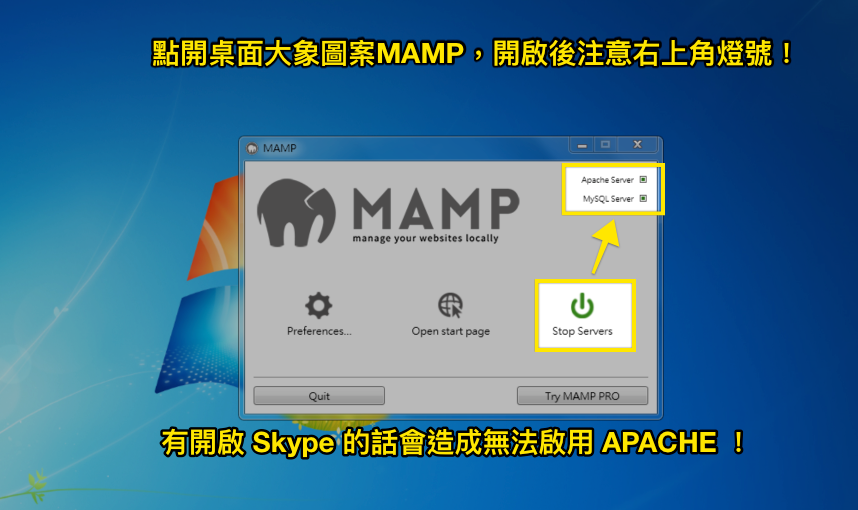 點開桌面大象圖案MAMP，開啟後注意右上角燈號！
MAMP
Apache Server
MySQL Server
MAMP
manage your websites locally
Preferences...
Open start page
Stop Servers
Quit
Try MAMP PRO
有開啟 Skype 的話會造成無法啟用 APACHE ！